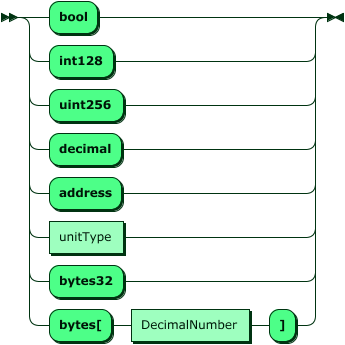 bool
int128
uint256
decimal
address
unitType
bytes32
bytes[ DecimalNumber ]